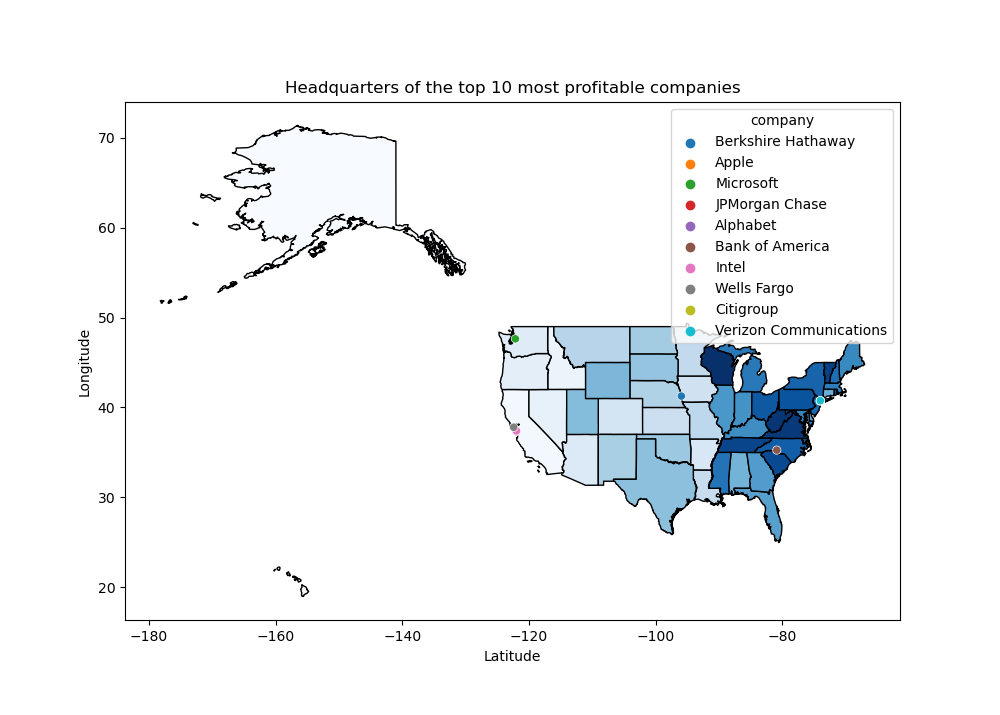 Headquarters of the top 10 most profitable companies
company
Berkshire Hathaway
Apple
Microsoft
JPMorgan Chase
Alphabet
Bank of America
Intel
Wells Fargo
Citigroup
Verizon Communications
Longitude
70
60
50
40
30
20
−180
−160
−140
−120
−100
−80
Latitude